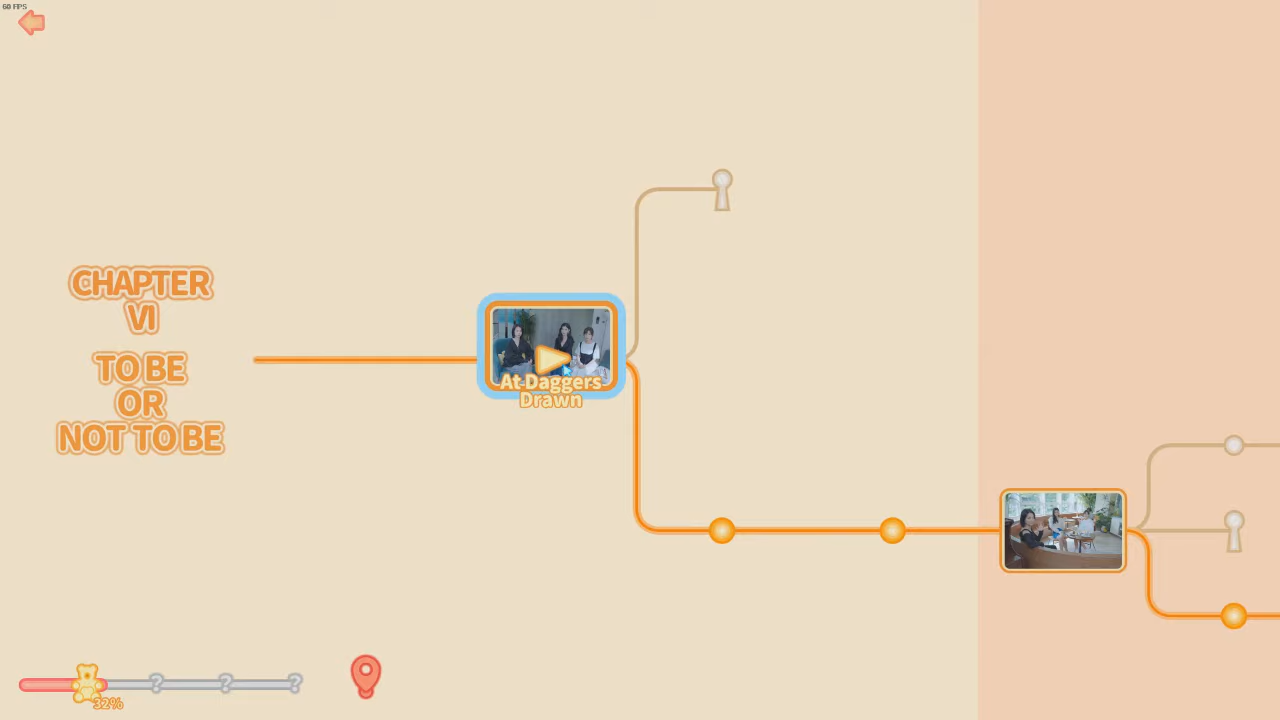 60 FPS
CHAPTER
VI
TO BE
OR
NOT TO BE
At Daggers
Drawn
?
?
?
32%